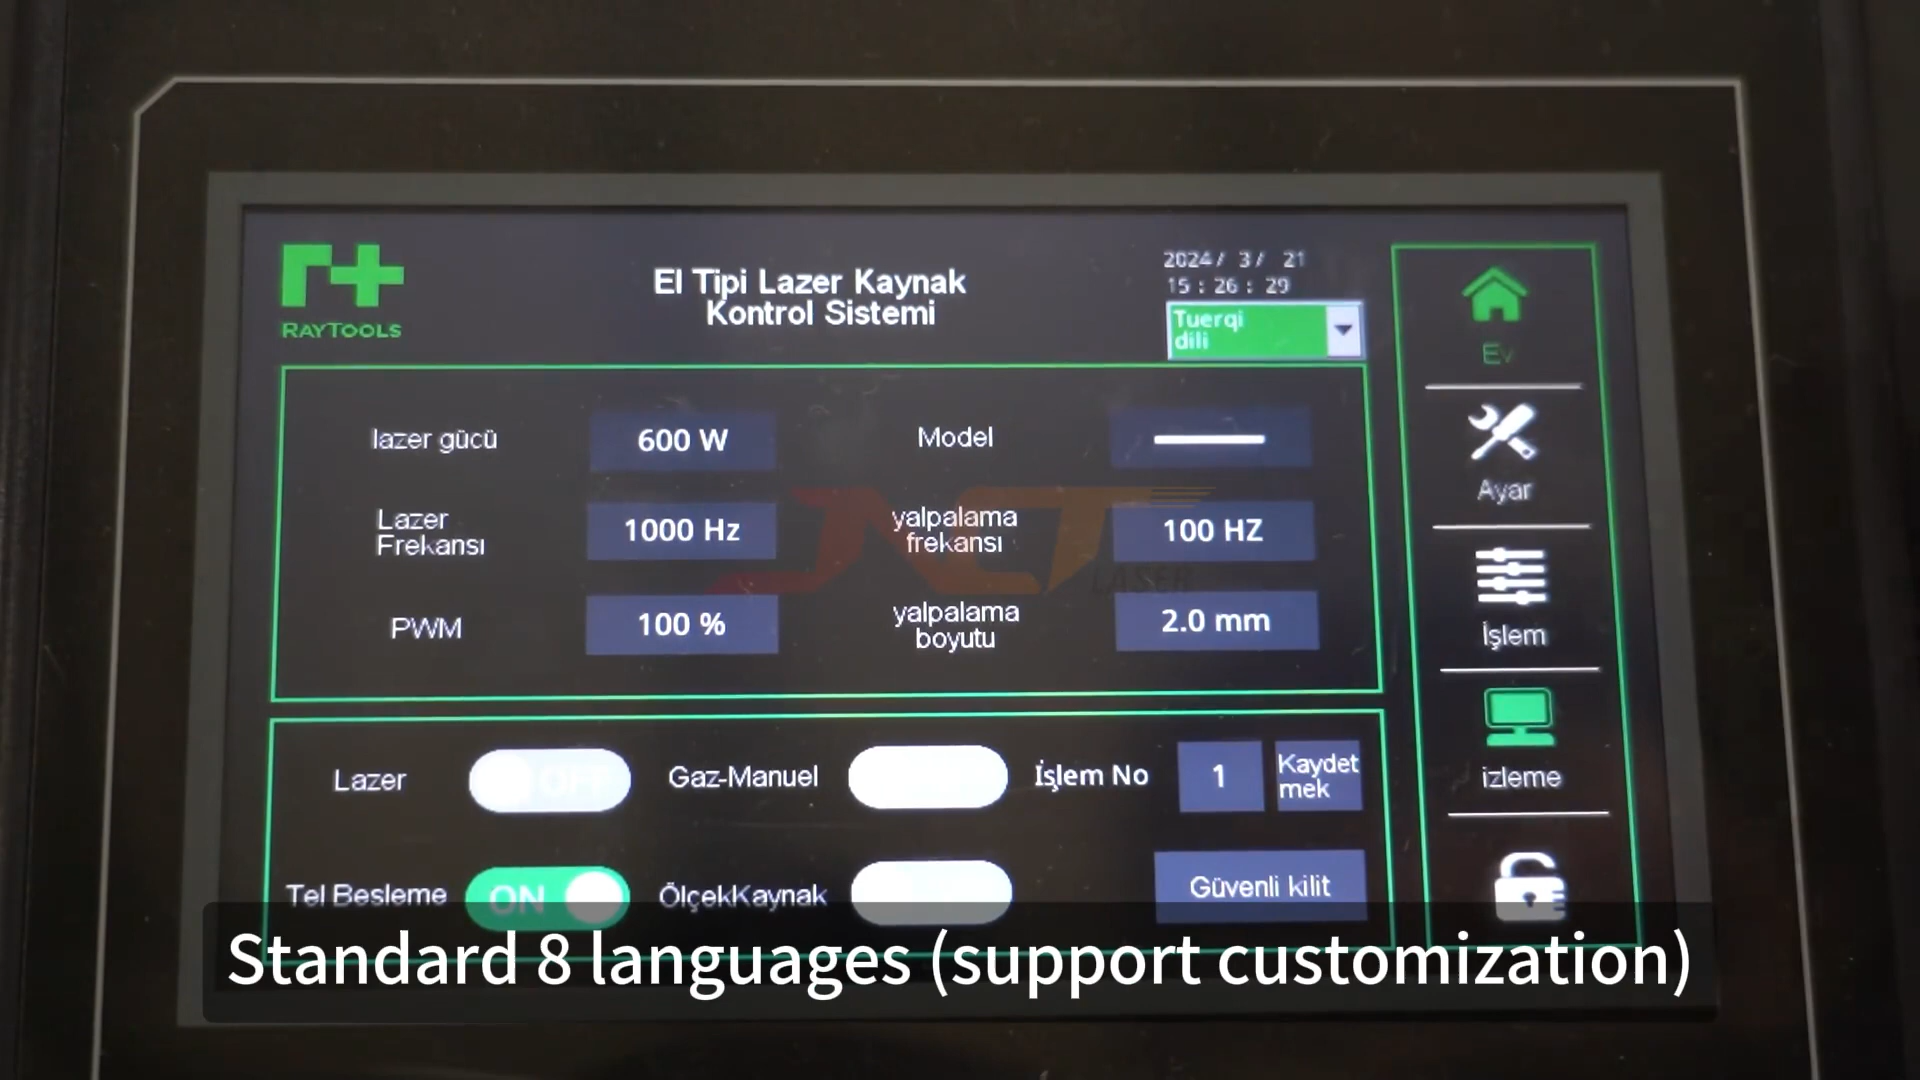 r+
RAYTOOLS
El Tipi Lazer Kaynak
Kontrol Sistemi
2024 / 3 / 21
15 : 26 : 29
Tuerqi
dili
Ev
lazer gücü
600 W
Model
Ayar
Lazer
Frekansı
1000 Hz
yalpalama
frekansı
100 HZ
PWM
100 %
yalpalama
boyutu
2.0 mm
İşlem
LASER
Lazer
OFF
Gaz-Manuel
İşlem No
1
Kaydet
mek
izleme
Tel Besleme
ON
ÖlçekKaynak
Güvenli kilit
Standard 8 languages (support customization)